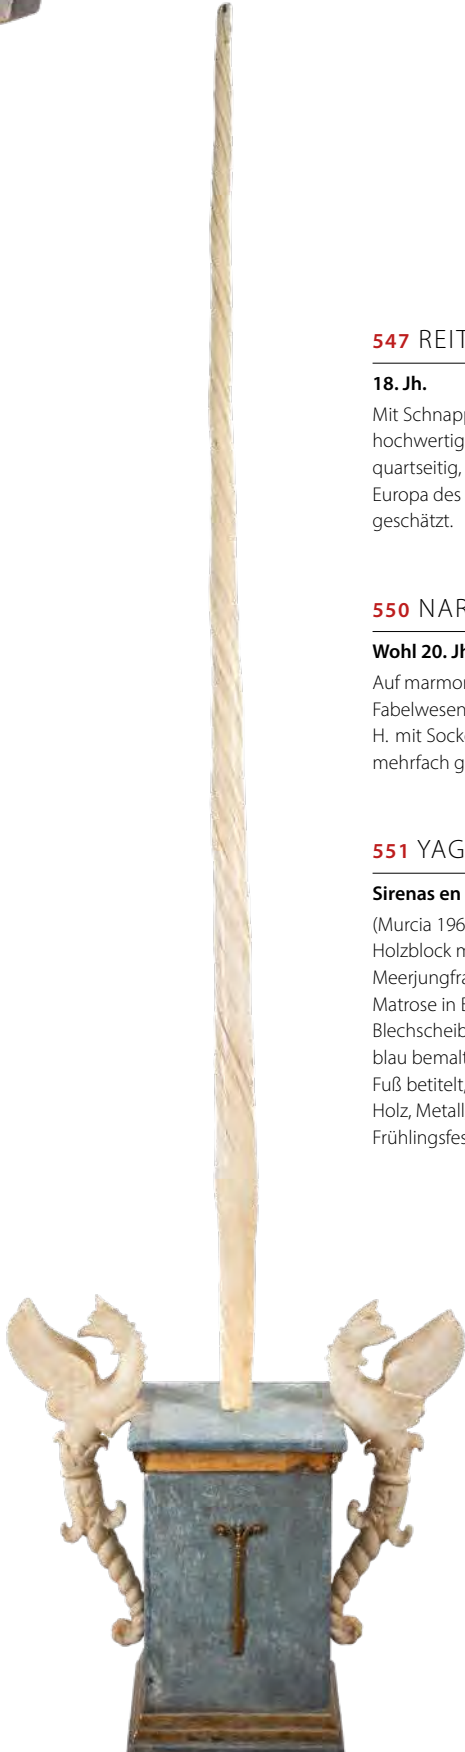 547 REIT
18. Jh.
Mit Schnapp
hochwertig
quartseitig,
Europa des
geschätzt.
550 NAR
Wohl 20. Jh
Auf marmor
Fabelwesen
H. mit Socke
mehrfach g
551 YAG
Sirenas en
(Murcia 196
Holzblock m
Meerjungfra
Matrose in B
Blechscheib
blau bemalt
Fuß betitelt,
Holz, Metall
Frühlingsfes